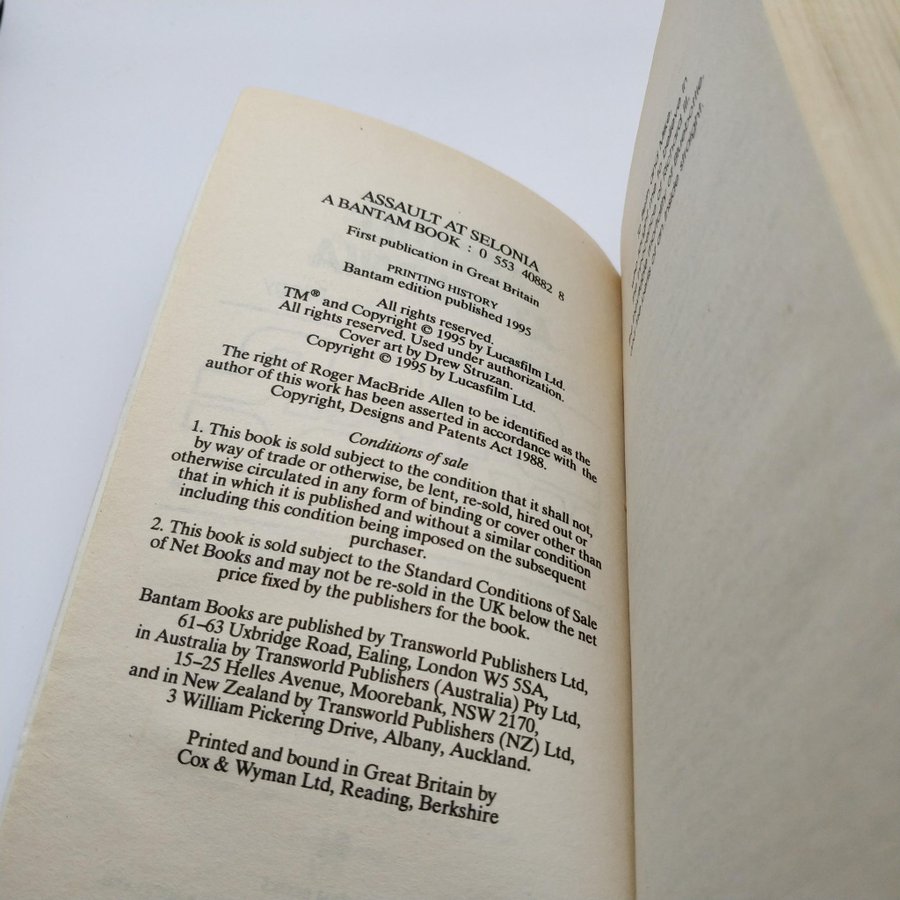 ASSAULT AT SELONIA
A BANTAM BOOK : 0 553 40882 8
First publication in Great Britain
PRINTING HISTORY
Bantam edition published 1995
All rights reserved.
TM® and Copyright © 1995 by Lucasfilm Ltd.
All rights reserved. Used under authorization.
Cover art by Drew Struzan.
Copyright © 1995 by Lucasfilm Ltd.
The right of Roger MacBride Allen to be identified as the
author of this work has been asserted in accordance with the
Copyright, Designs and Patents Act 1988.
Conditions of sale
1. This book is sold subject to the condition that it shall not,
by way of trade or otherwise, be lent, re-sold, hired out or
otherwise circulated in any form of binding or cover other than
that in which it is published and without a similar condition
including this condition being imposed on the subsequent
purchaser.
2. This book is sold subject to the Standard Conditions of Sale
of Net Books and may not be re-sold in the UK below the net
price fixed by the publishers for the book.
Bantam Books are published by Transworld Publishers Ltd,
61–63 Uxbridge Road, Ealing, London W5 5SA,
in Australia by Transworld Publishers (Australia) Pty Ltd,
15–25 Helles Avenue, Moorebank, NSW 2170,
and in New Zealand by Transworld Publishers (NZ) Ltd,
3 William Pickering Drive, Albany, Auckland.
Printed and bound in Great Britain by
Cox & Wyman Ltd, Reading, Berkshire